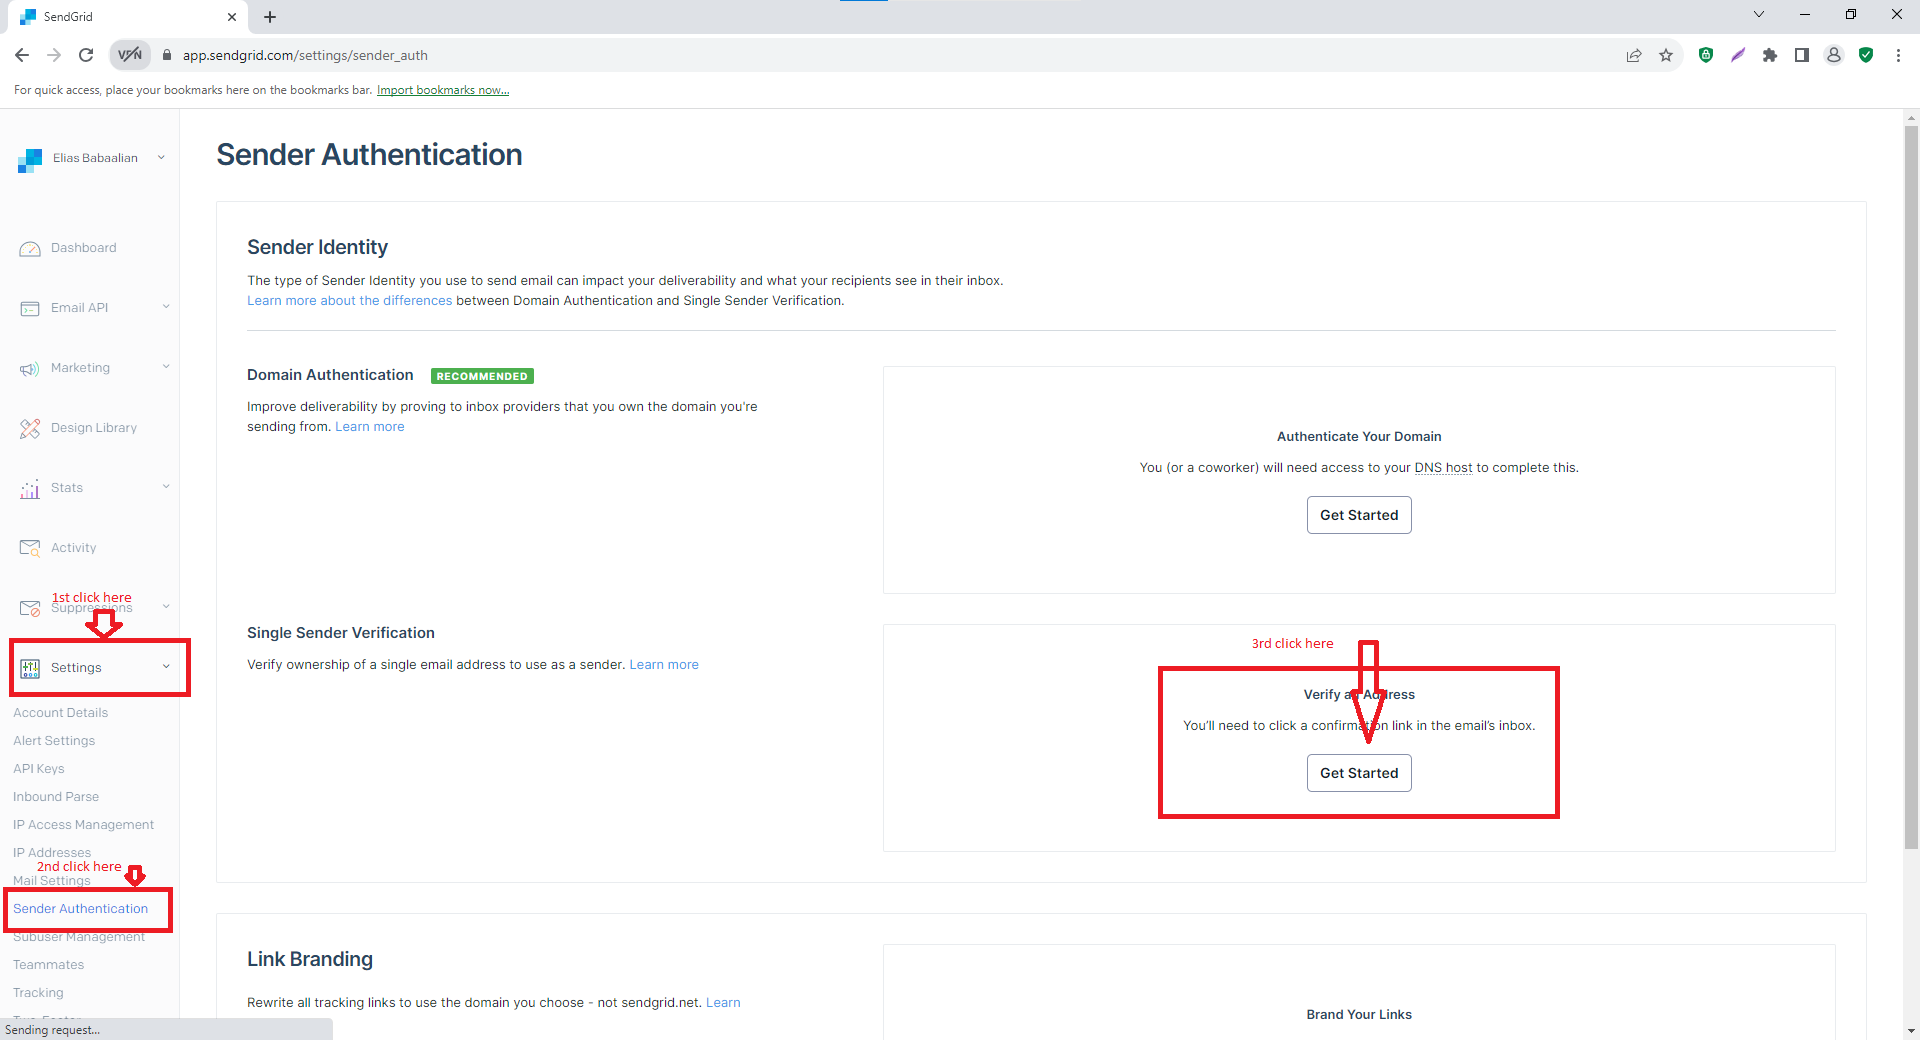 SendGrid
VPN
app.sendgrid.com/settings/sender_auth
For quick access, place your bookmarks here on the bookmarks bar. Import bookmarks now...
Elias Babaalian
Dashboard
Email API
Marketing
Design Library
Stats
Activity
1st click here
Suppressions
Settings
Account Details
Alert Settings
API Keys
Inbound Parse
IP Access Management
IP Addresses
2nd click here
Mail Settings
Sender Authentication
Subuser Management
Teammates
Tracking
Sending request...
Sender Authentication
Sender Identity
The type of Sender Identity you use to send email can impact your deliverability and what your recipients see in their inbox.
Learn more about the differences between Domain Authentication and Single Sender Verification.
Domain Authentication RECOMMENDED
Improve deliverability by proving to inbox providers that you own the domain you're
sending from. Learn more
Authenticate Your Domain
You (or a coworker) will need access to your DNS host to complete this.
Get Started
Single Sender Verification
Verify ownership of a single email address to use as a sender. Learn more
3rd click here
Verify an Address
You'll need to click a confirmation link in the email's inbox.
Get Started
Link Branding
Rewrite all tracking links to use the domain you choose - not sendgrid.net. Learn
Brand Your Links